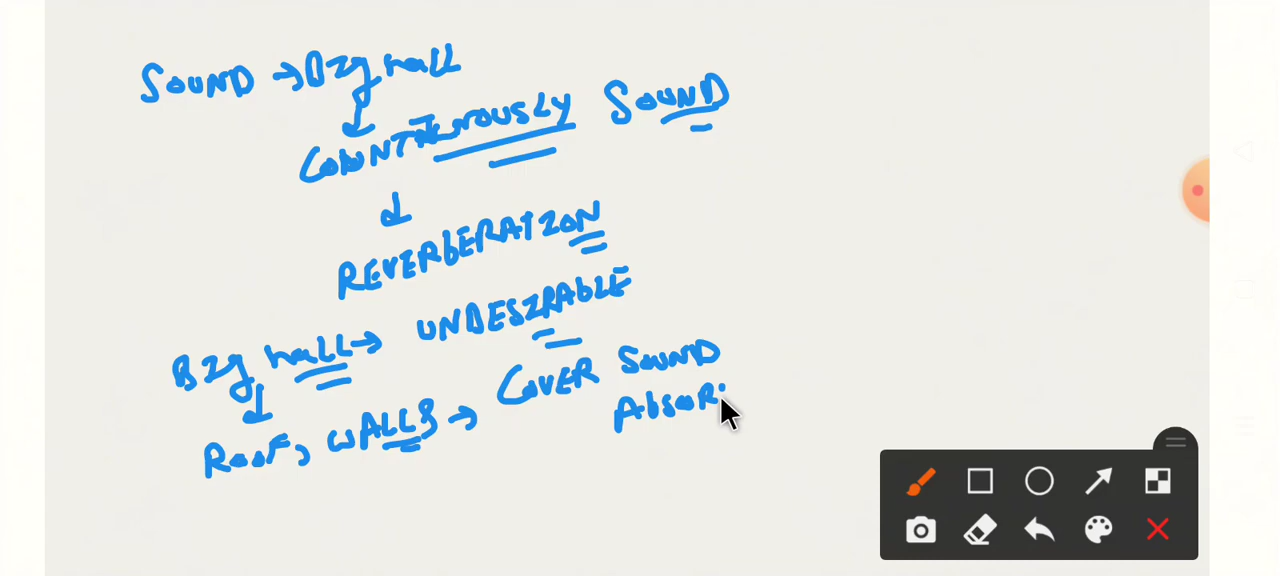 SOUND → Big hall
↓
CONTINUOUSLY SOUND
↓
REVERBERATION
Big hall → UNDESIRABLE
↓
ROOF, WALLS → COVER SOUND
ABSOR